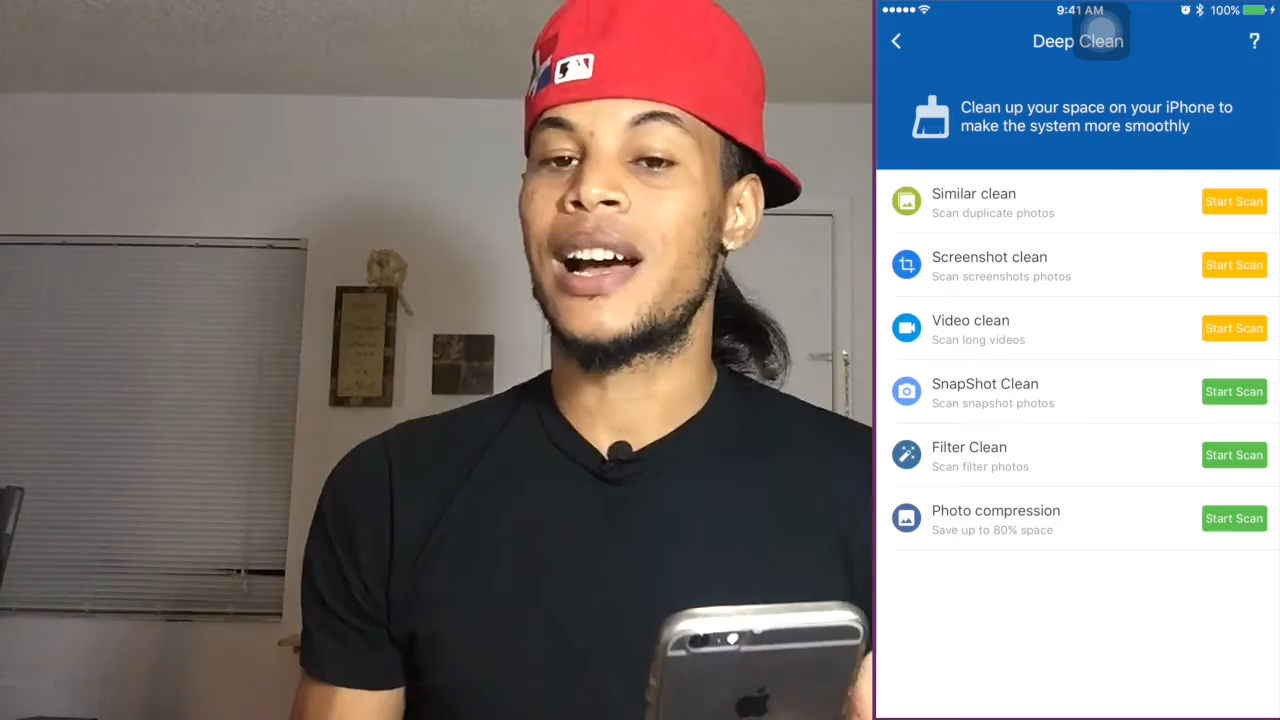 9:41 AM
100%
Deep Clean
?
Clean up your space on your iPhone to
make the system more smoothly
Similar clean
Scan duplicate photos
Start Scan
Screenshot clean
Scan screenshots photos
Start Scan
Video clean
Scan long videos
Start Scan
SnapShot Clean
Scan snapshot photos
Start Scan
Filter Clean
Scan filter photos
Start Scan
Photo compression
Save up to 80% space
Start Scan